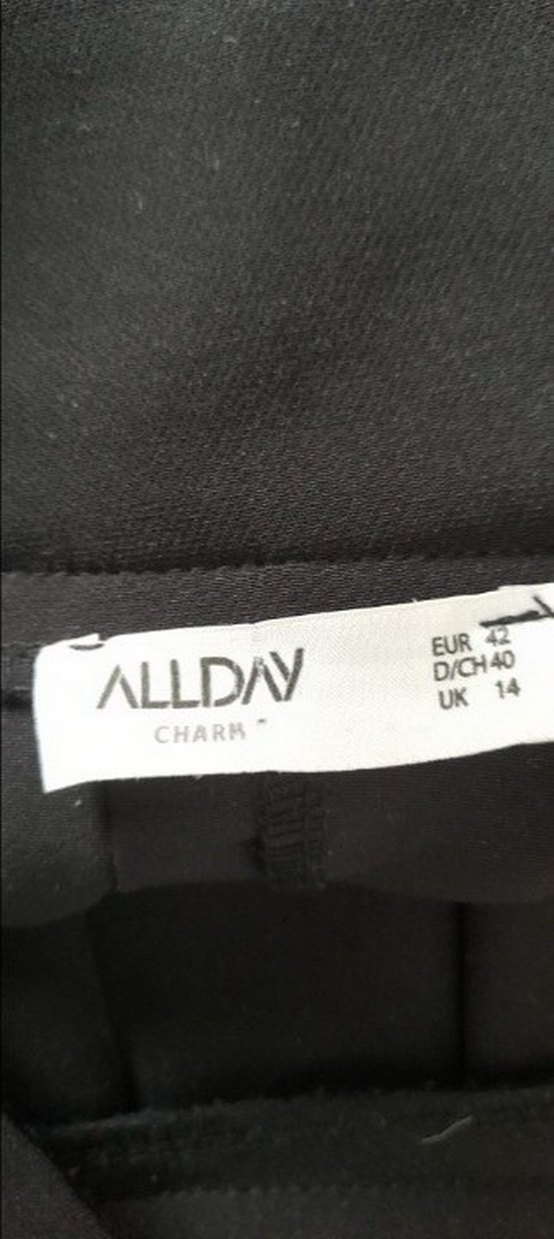 ALLDAY
CHARM
EUR 42
D/CH 40
UK 14